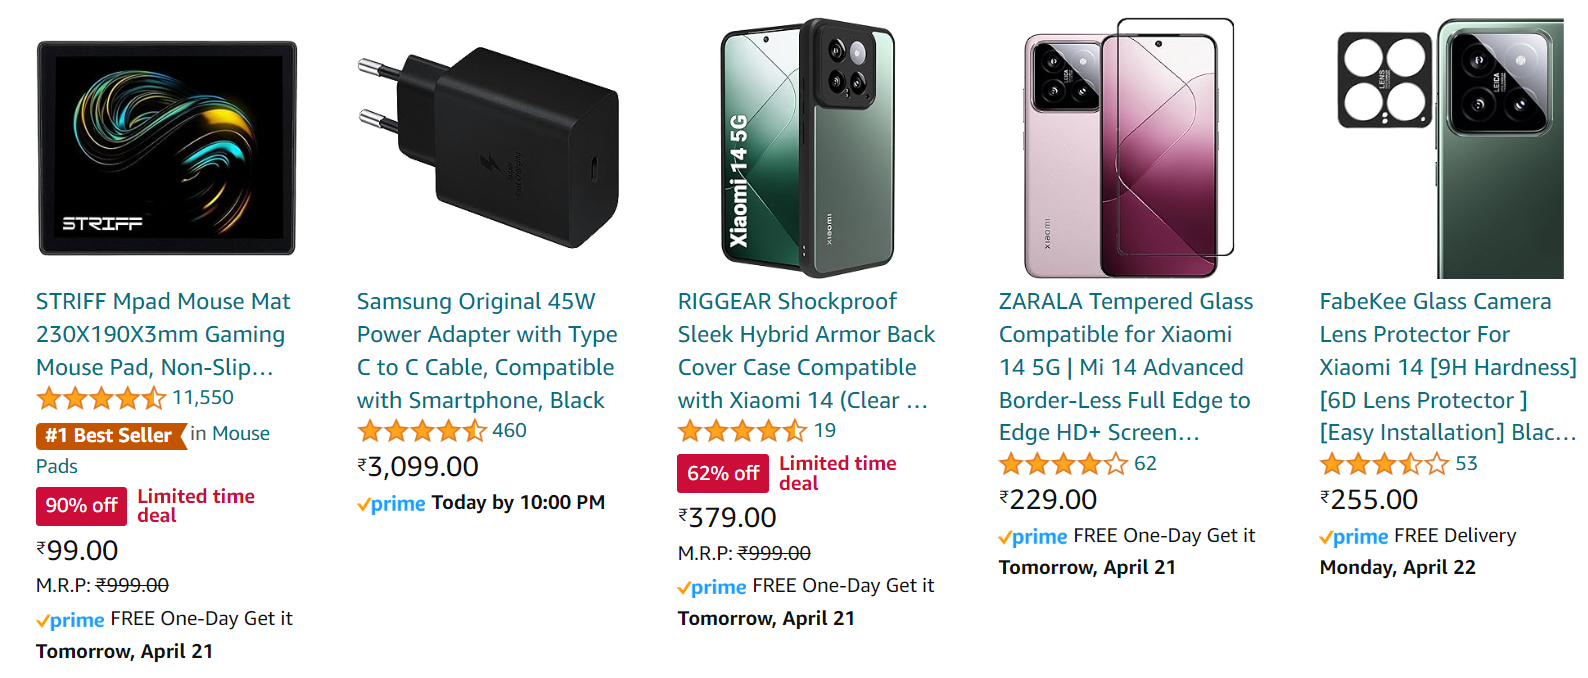 STRIFF
STRIFF Mpad Mouse Mat
230X190X3mm Gaming
Mouse Pad, Non-Slip...
11,550
#1 Best Seller in Mouse
Pads
90% off Limited time
deal
₹99.00
M.R.P: ₹999.00
prime FREE One-Day Get it
Tomorrow, April 21
Samsung Original 45W
Power Adapter with Type
C to C Cable, Compatible
with Smartphone, Black
460
₹3,099.00
prime Today by 10:00 PM
Xiaomi 14 5G
xiaomi
RIGGEAR Shockproof
Sleek Hybrid Armor Back
Cover Case Compatible
with Xiaomi 14 (Clear ...
19
62% off Limited time
deal
₹379.00
M.R.P: ₹999.00
prime FREE One-Day Get it
Tomorrow, April 21
LEICA
xiaomi
ZARALA Tempered Glass
Compatible for Xiaomi
14 5G | Mi 14 Advanced
Border-Less Full Edge to
Edge HD+ Screen...
62
₹229.00
prime FREE One-Day Get it
Tomorrow, April 21
LENS
LEICA
FabeKee Glass Camera
Lens Protector For
Xiaomi 14 [9H Hardness]
[6D Lens Protector ]
[Easy Installation] Blac...
53
₹255.00
prime FREE Delivery
Monday, April 22